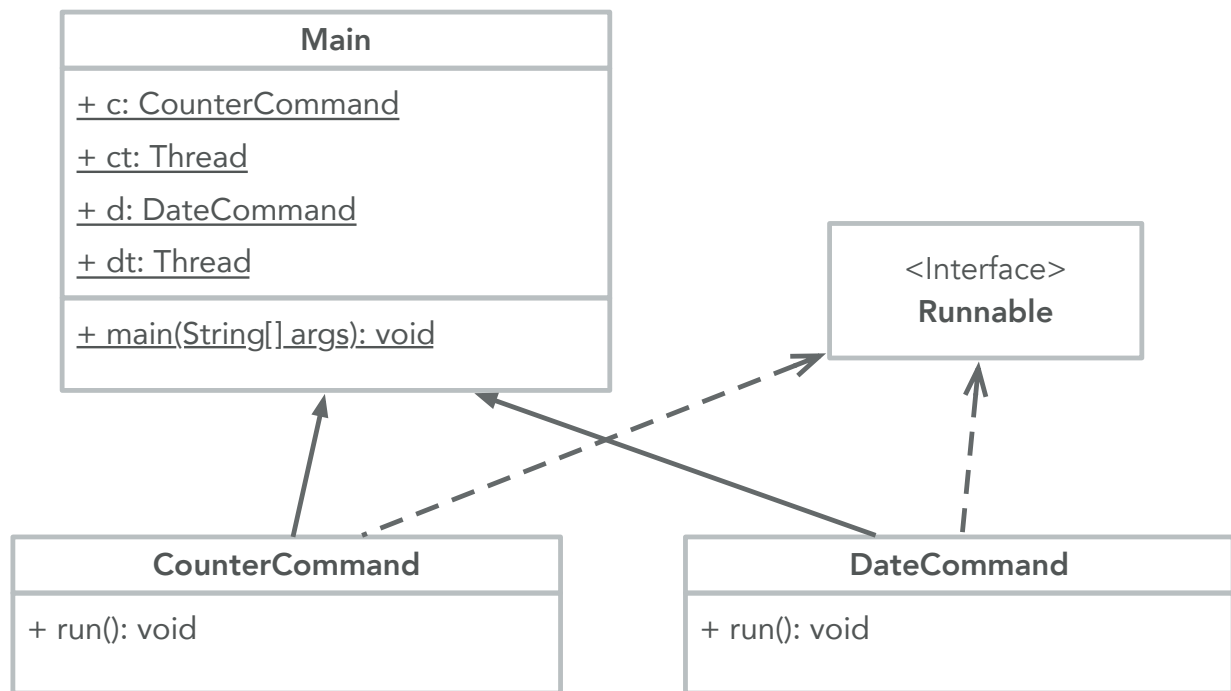 Main
+ c: CounterCommand
+ ct: Thread
+ d: DateCommand
+ dt: Thread
+ main(String[] args): void
<Interface>
Runnable
CounterCommand
+ run(): void
DateCommand
+ run(): void